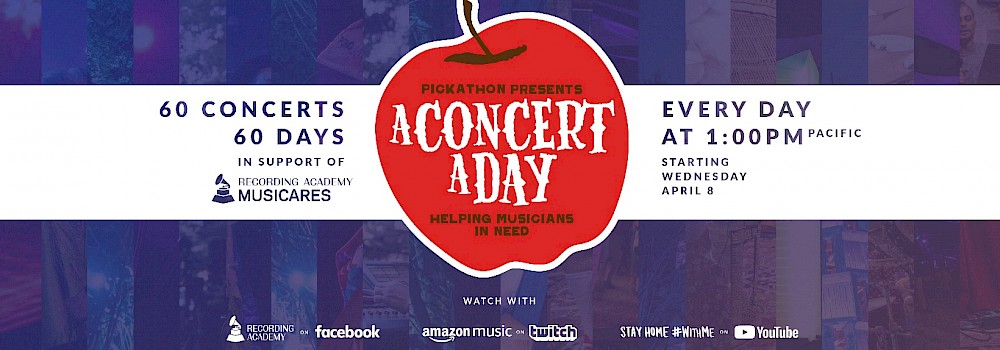 60 CONCERTS
60 DAYS
IN SUPPORT OF
RECORDING ACADEMY
MUSICARES
PICKATHON PRESENTS
A CONCERT
A DAY
HELPING MUSICIANS
IN NEED
EVERY DAY
AT 1:00PM PACIFIC
STARTING
WEDNESDAY
APRIL 8
WATCH WITH
RECORDING
ACADEMY ON facebook
amazon music ON twitch
STAY HOME #WithMe ON YouTube